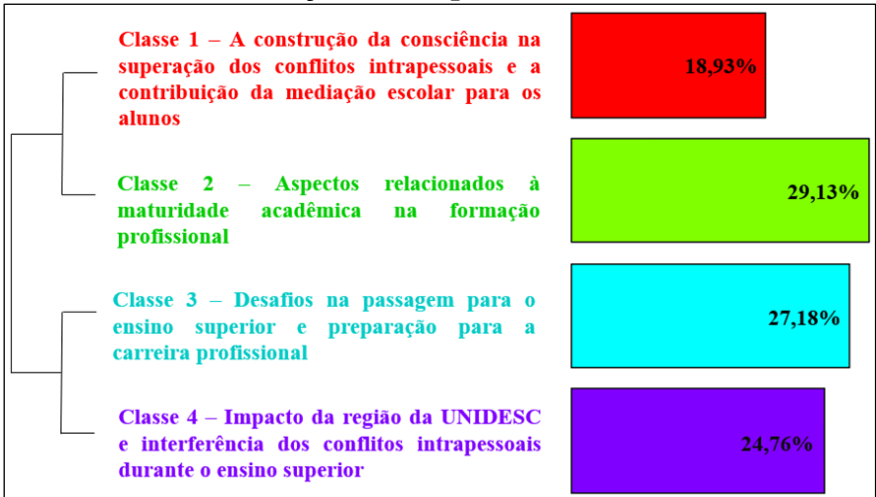 Classe 1 – A construção da consciência na
superação dos conflitos intrapessoais e a
contribuição da mediação escolar para os
alunos
18,93%
Classe 2 – Aspectos relacionados à
maturidade acadêmica na formação
profissional
29,13%
Classe 3 – Desafios na passagem para o
ensino superior e preparação para a
carreira profissional
27,18%
Classe 4 – Impacto da região da UNIDESC
e interferência dos conflitos intrapessoais
durante o ensino superior
24,76%